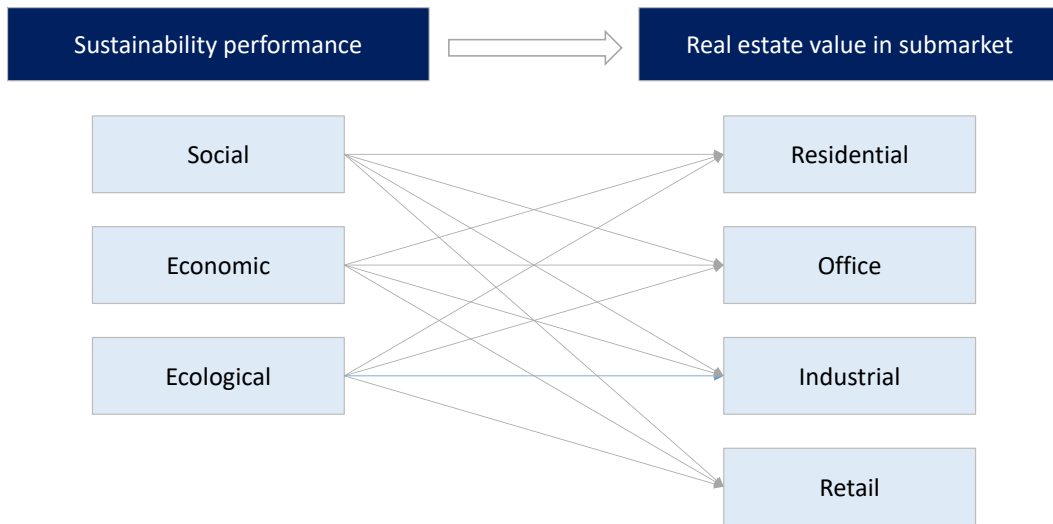 Sustainability performance
Real estate value in submarket
Social
Residential
Economic
Office
Ecological
Industrial
Retail